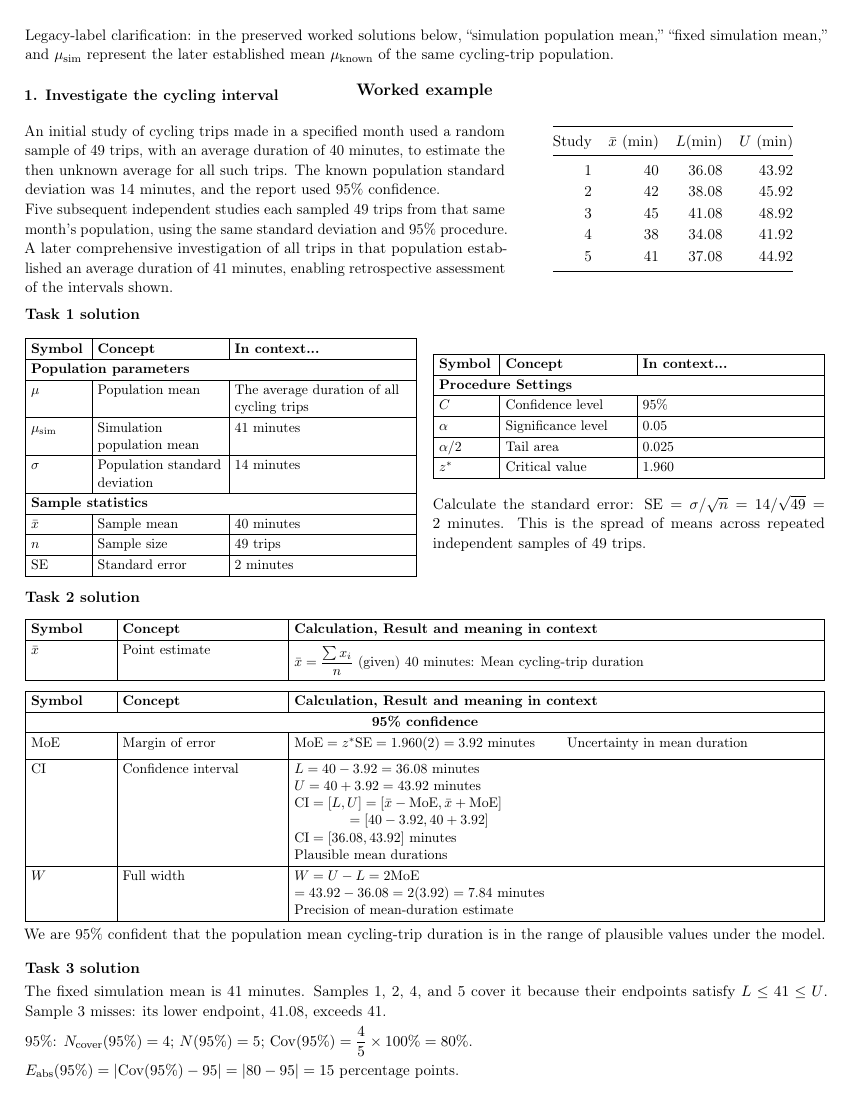 Legacy-label clarification: in the preserved worked solutions below, “simulation population mean,” “fixed simulation mean,”
and μ_sim represent the later established mean μ_known of the same cycling-trip population.
Worked example
1. Investigate the cycling interval
An initial study of cycling trips made in a specified month used a random
sample of 49 trips, with an average duration of 40 minutes, to estimate the
then unknown average for all such trips. The known population standard
deviation was 14 minutes, and the report used 95% confidence.
Five subsequent independent studies each sampled 49 trips from that same
month’s population, using the same standard deviation and 95% procedure.
A later comprehensive investigation of all trips in that population estab-
lished an average duration of 41 minutes, enabling retrospective assessment
of the intervals shown.
Study x̄ (min) L(min) U (min)
1 40 36.08 43.92
2 42 38.08 45.92
3 45 41.08 48.92
4 38 34.08 41.92
5 41 37.08 44.92
Task 1 solution
Symbol Concept In context...
Population parameters
μ Population mean The average duration of all
cycling trips
μ_sim Simulation 41 minutes
population mean
σ Population standard 14 minutes
deviation
Sample statistics
x̄ Sample mean 40 minutes
n Sample size 49 trips
SE Standard error 2 minutes
Symbol Concept In context...
Procedure Settings
C Confidence level 95%
α Significance level 0.05
α/2 Tail area 0.025
z* Critical value 1.960
Calculate the standard error: SE = σ/√n = 14/√49 =
2 minutes. This is the spread of means across repeated
independent samples of 49 trips.
Task 2 solution
Symbol Concept Calculation, Result and meaning in context
x̄ Point estimate x̄ = ∑ x_i / n (given) 40 minutes: Mean cycling-trip duration
Symbol Concept Calculation, Result and meaning in context
95% confidence
MoE Margin of error MoE = z*SE = 1.960(2) = 3.92 minutes Uncertainty in mean duration
CI Confidence interval L = 40 − 3.92 = 36.08 minutes
U = 40 + 3.92 = 43.92 minutes
CI = [L, U] = [x̄ − MoE, x̄ + MoE]
= [40 − 3.92, 40 + 3.92]
CI = [36.08, 43.92] minutes
Plausible mean durations
W Full width W = U − L = 2MoE
= 43.92 − 36.08 = 2(3.92) = 7.84 minutes
Precision of mean-duration estimate
We are 95% confident that the population mean cycling-trip duration is in the range of plausible values under the model.
Task 3 solution
The fixed simulation mean is 41 minutes. Samples 1, 2, 4, and 5 cover it because their endpoints satisfy L ≤ 41 ≤ U.
Sample 3 misses: its lower endpoint, 41.08, exceeds 41.
95%: N_cover(95%) = 4; N(95%) = 5; Cov(95%) = 4/5 × 100% = 80%.
E_abs(95%) = |Cov(95%) − 95| = |80 − 95| = 15 percentage points.